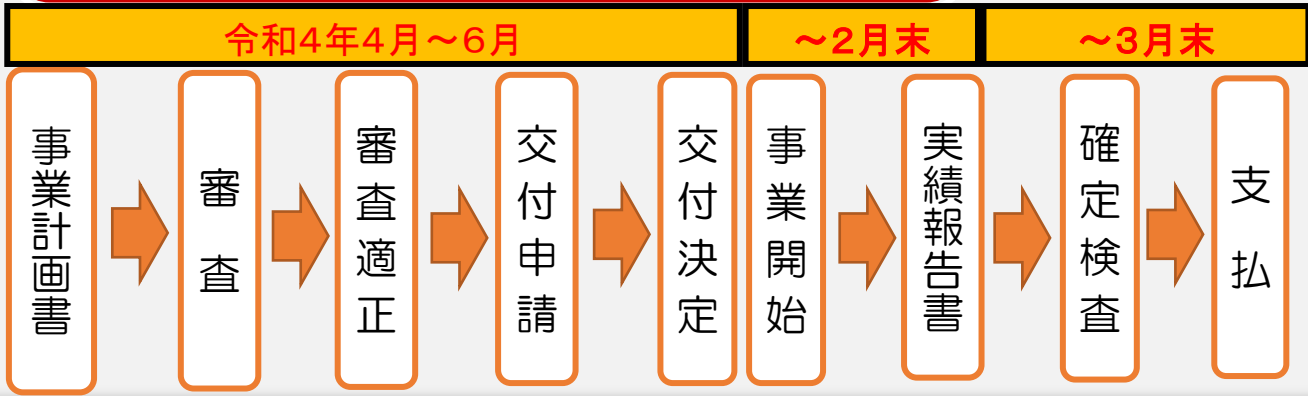 令和4年4月～6月
～2月末
～3月末
事業計画書
審査
審査適正
交付申請
交付決定
事業開始
実績報告書
確定検査
支払